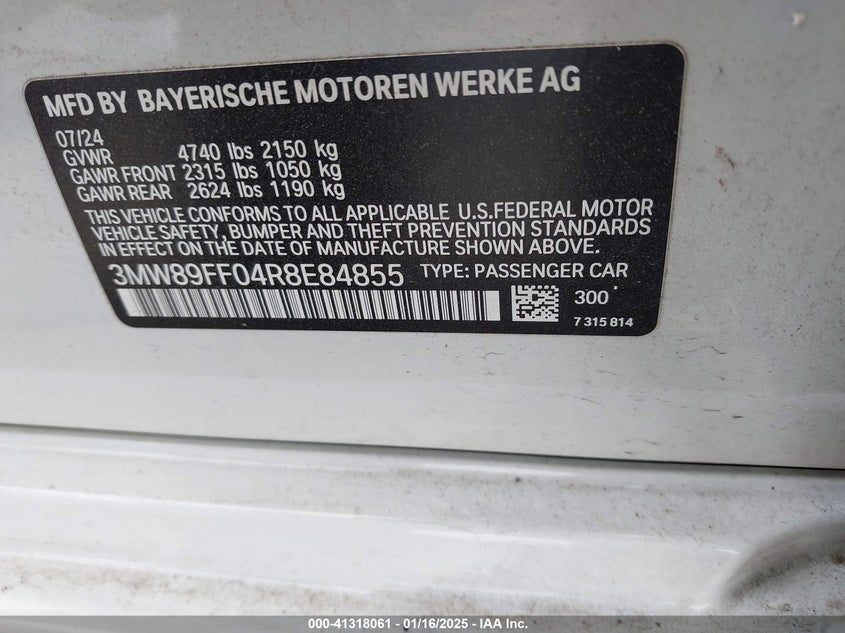 MFD BY BAYERISCHE MOTOREN WERKE AG
07/24
GVWR 4740 lbs 2150 kg
GAWR FRONT 2315 lbs 1050 kg
GAWR REAR 2624 lbs 1190 kg
THIS VEHICLE CONFORMS TO ALL APPLICABLE U.S.FEDERAL MOTOR
VEHICLE SAFETY, BUMPER AND THEFT PREVENTION STANDARDS
IN EFFECT ON THE DATE OF MANUFACTURE SHOWN ABOVE.
3MW89FF04R8E84855 TYPE: PASSENGER CAR
300
7 315 814
000-41318061 - 01/16/2025 - IAA Inc.